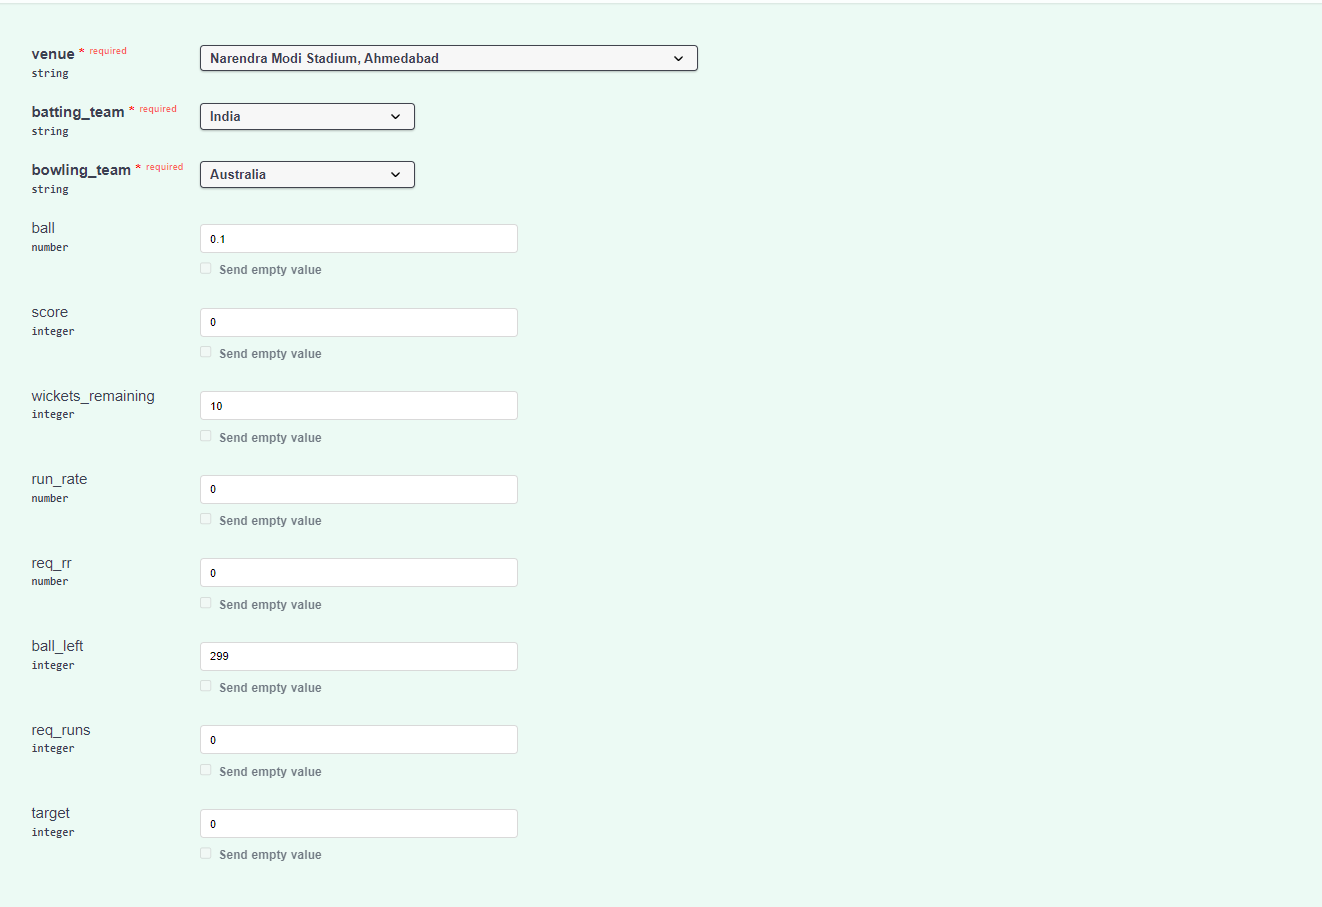 venue * required
string
Narendra Modi Stadium, Ahmedabad
batting_team * required
string
India
bowling_team * required
string
Australia
ball
number
0.1
Send empty value
score
integer
0
Send empty value
wickets_remaining
integer
10
Send empty value
run_rate
number
0
Send empty value
req_rr
number
0
Send empty value
ball_left
integer
299
Send empty value
req_runs
integer
0
Send empty value
target
integer
0
Send empty value